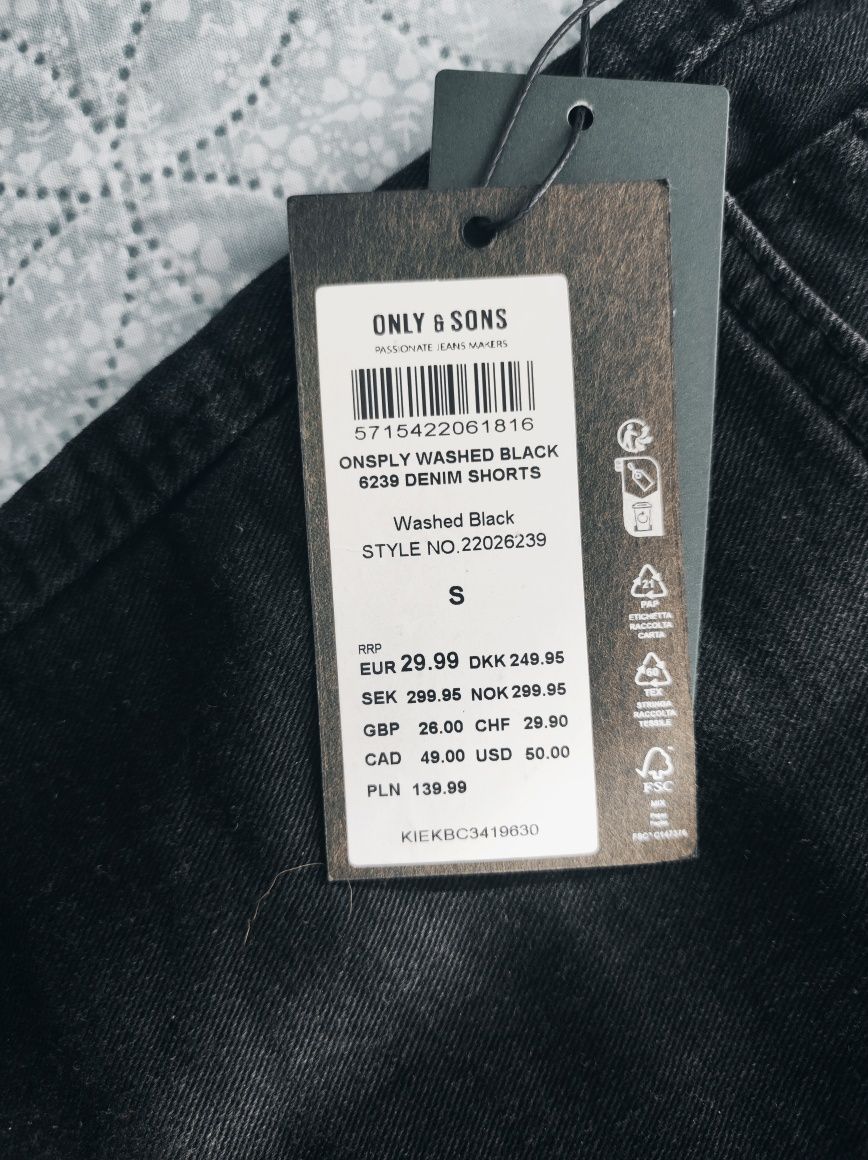 ONLY & SONS
PASSIONATE JEANS MAKERS
5715422061816
ONSPLY WASHED BLACK
6239 DENIM SHORTS
Washed Black
STYLE NO.22026239
S
RRP
EUR 29.99 DKK 249.95
SEK 299.95 NOK 299.95
GBP 26.00 CHF 29.90
CAD 49.00 USD 50.00
PLN 139.99
KIEKBC3419630
21
PAP
ETICHETTA
RACCOLTA
CARTA
60
TEX
STRINGA
RACCOLTA
TESSILE
FSC
MIX